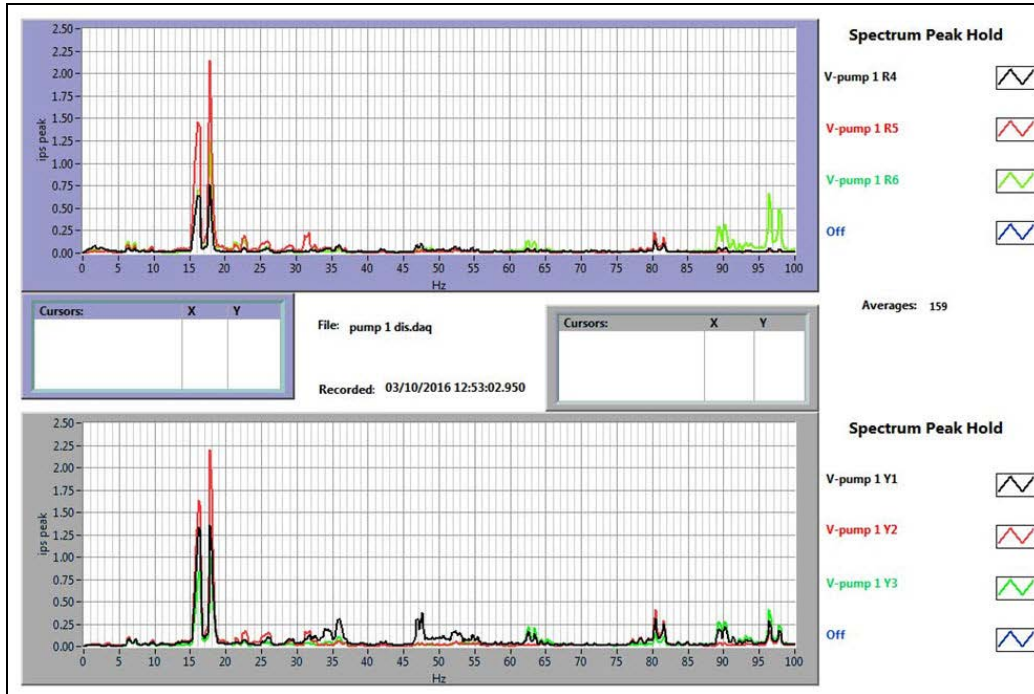 Spectrum Peak Hold
2.50
2.25
2.00
1.75
1.50
1.25
1.00
0.75
0.50
0.25
0.00
ips peak
0 5 10 15 20 25 30 35 40 45 50 55 60 65 70 75 80 85 90 95 100
Hz
V-pump 1 R4
V-pump 1 R5
V-pump 1 R6
Off
Cursors: X Y
File: pump 1 dis.daq
Recorded: 03/10/2016 12:53:02.950
Cursors: X Y
Averages: 159
Spectrum Peak Hold
2.50
2.25
2.00
1.75
1.50
1.25
1.00
0.75
0.50
0.25
0.00
ips peak
0 5 10 15 20 25 30 35 40 45 50 55 60 65 70 75 80 85 90 95 100
Hz
V-pump 1 Y1
V-pump 1 Y2
V-pump 1 Y3
Off